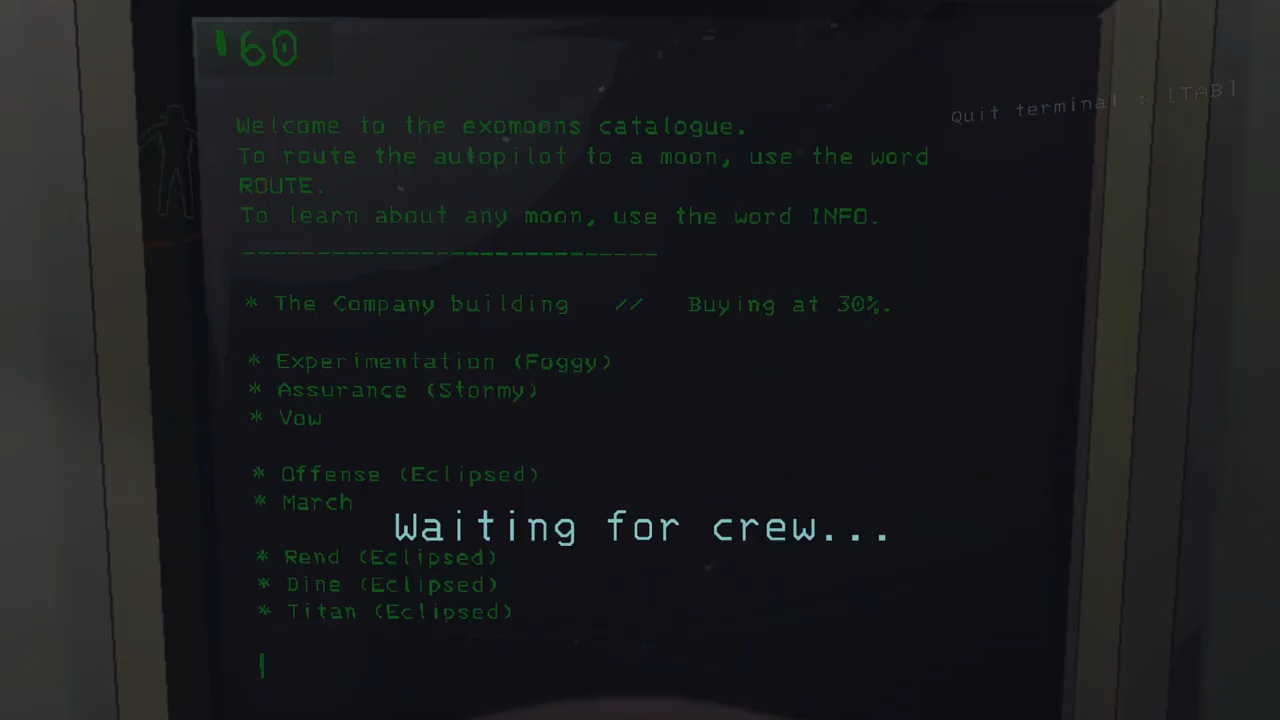 ▮60
Quit terminal : [TAB]
Welcome to the exomoons catalogue.
To route the autopilot to a moon, use the word
ROUTE.
To learn about any moon, use the word INFO.
----------------------------
* The Company building // Buying at 30%.
* Experimentation (Foggy)
* Assurance (Stormy)
* Vow
* Offense (Eclipsed)
* March
Waiting for crew...
* Rend (Eclipsed)
* Dine (Eclipsed)
* Titan (Eclipsed)